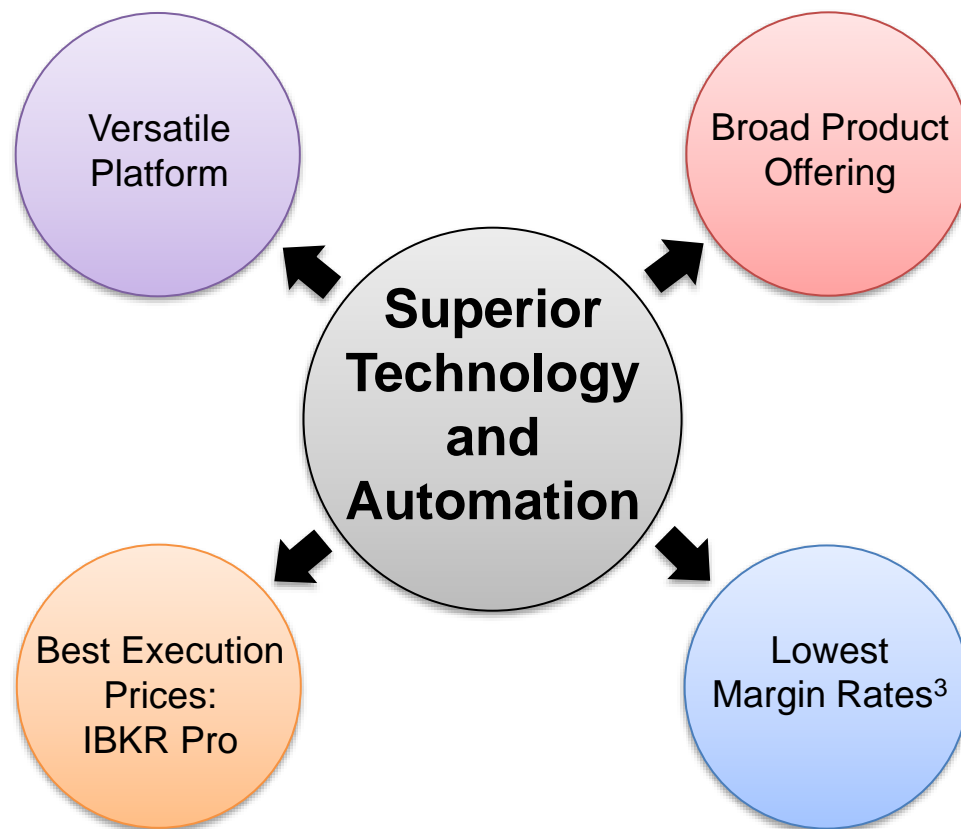 Versatile
Platform
Broad Product
Offering
Superior
Technology
and
Automation
Best Execution
Prices:
IBKR Pro
Lowest
Margin Rates³